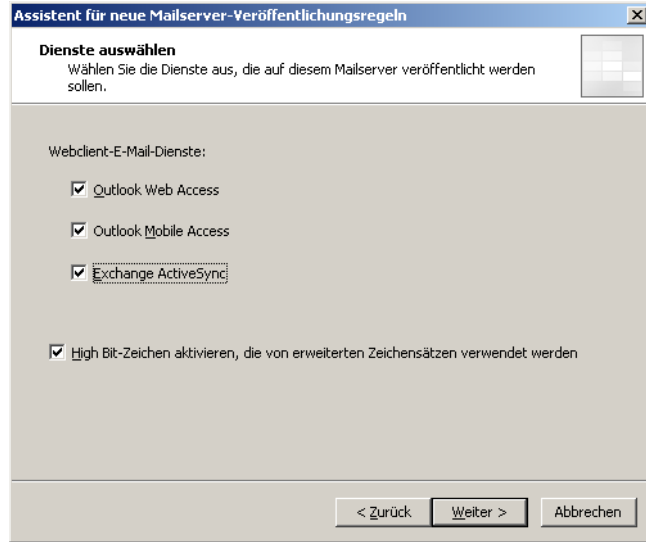 Assistent für neue Mailserver-Veröffentlichungsregeln
Dienste auswählen
Wählen Sie die Dienste aus, die auf diesem Mailserver veröffentlicht werden
sollen.
Webclient-E-Mail-Dienste:
Outlook Web Access
Outlook Mobile Access
Exchange ActiveSync
High Bit-Zeichen aktivieren, die von erweiterten Zeichensätzen verwendet werden
< Zurück Weiter > Abbrechen